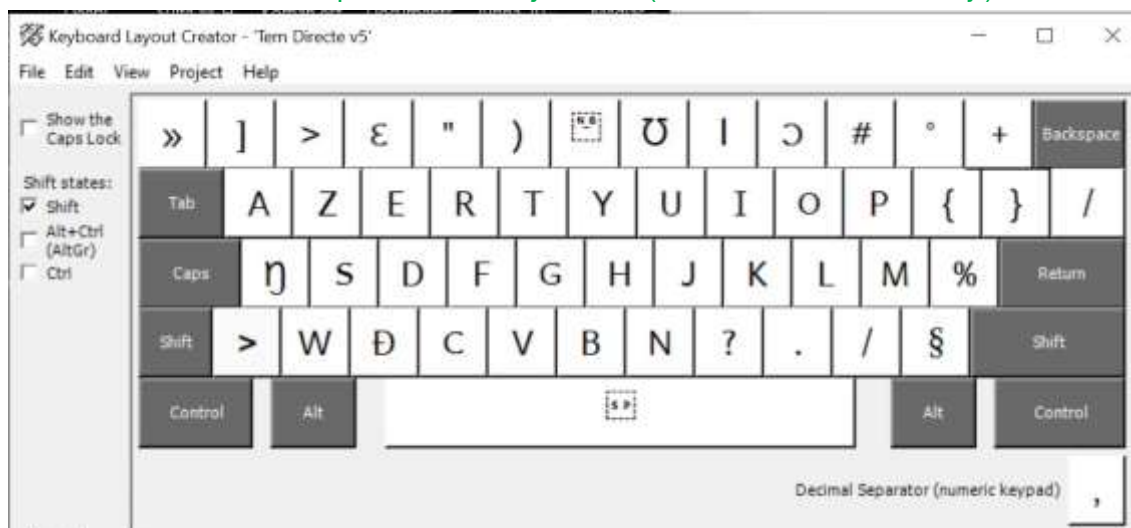 Keyboard Layout Creator - 'Tem Directe v5'
File Edit View Project Help
Show the
Caps Lock
Shift states:
Shift
Alt+Ctrl
(AltGr)
Ctrl
» ] > Ɛ " ) N B Ʊ I Ɔ # ° + Backspace
Tab A Z E R T Y U I O P { } /
Caps Ŋ S D F G H J K L M % Return
Shift > W Ɖ C V B N ? . / § Shift
Control Alt S P Alt Control
Decimal Separator (numeric keypad) ,